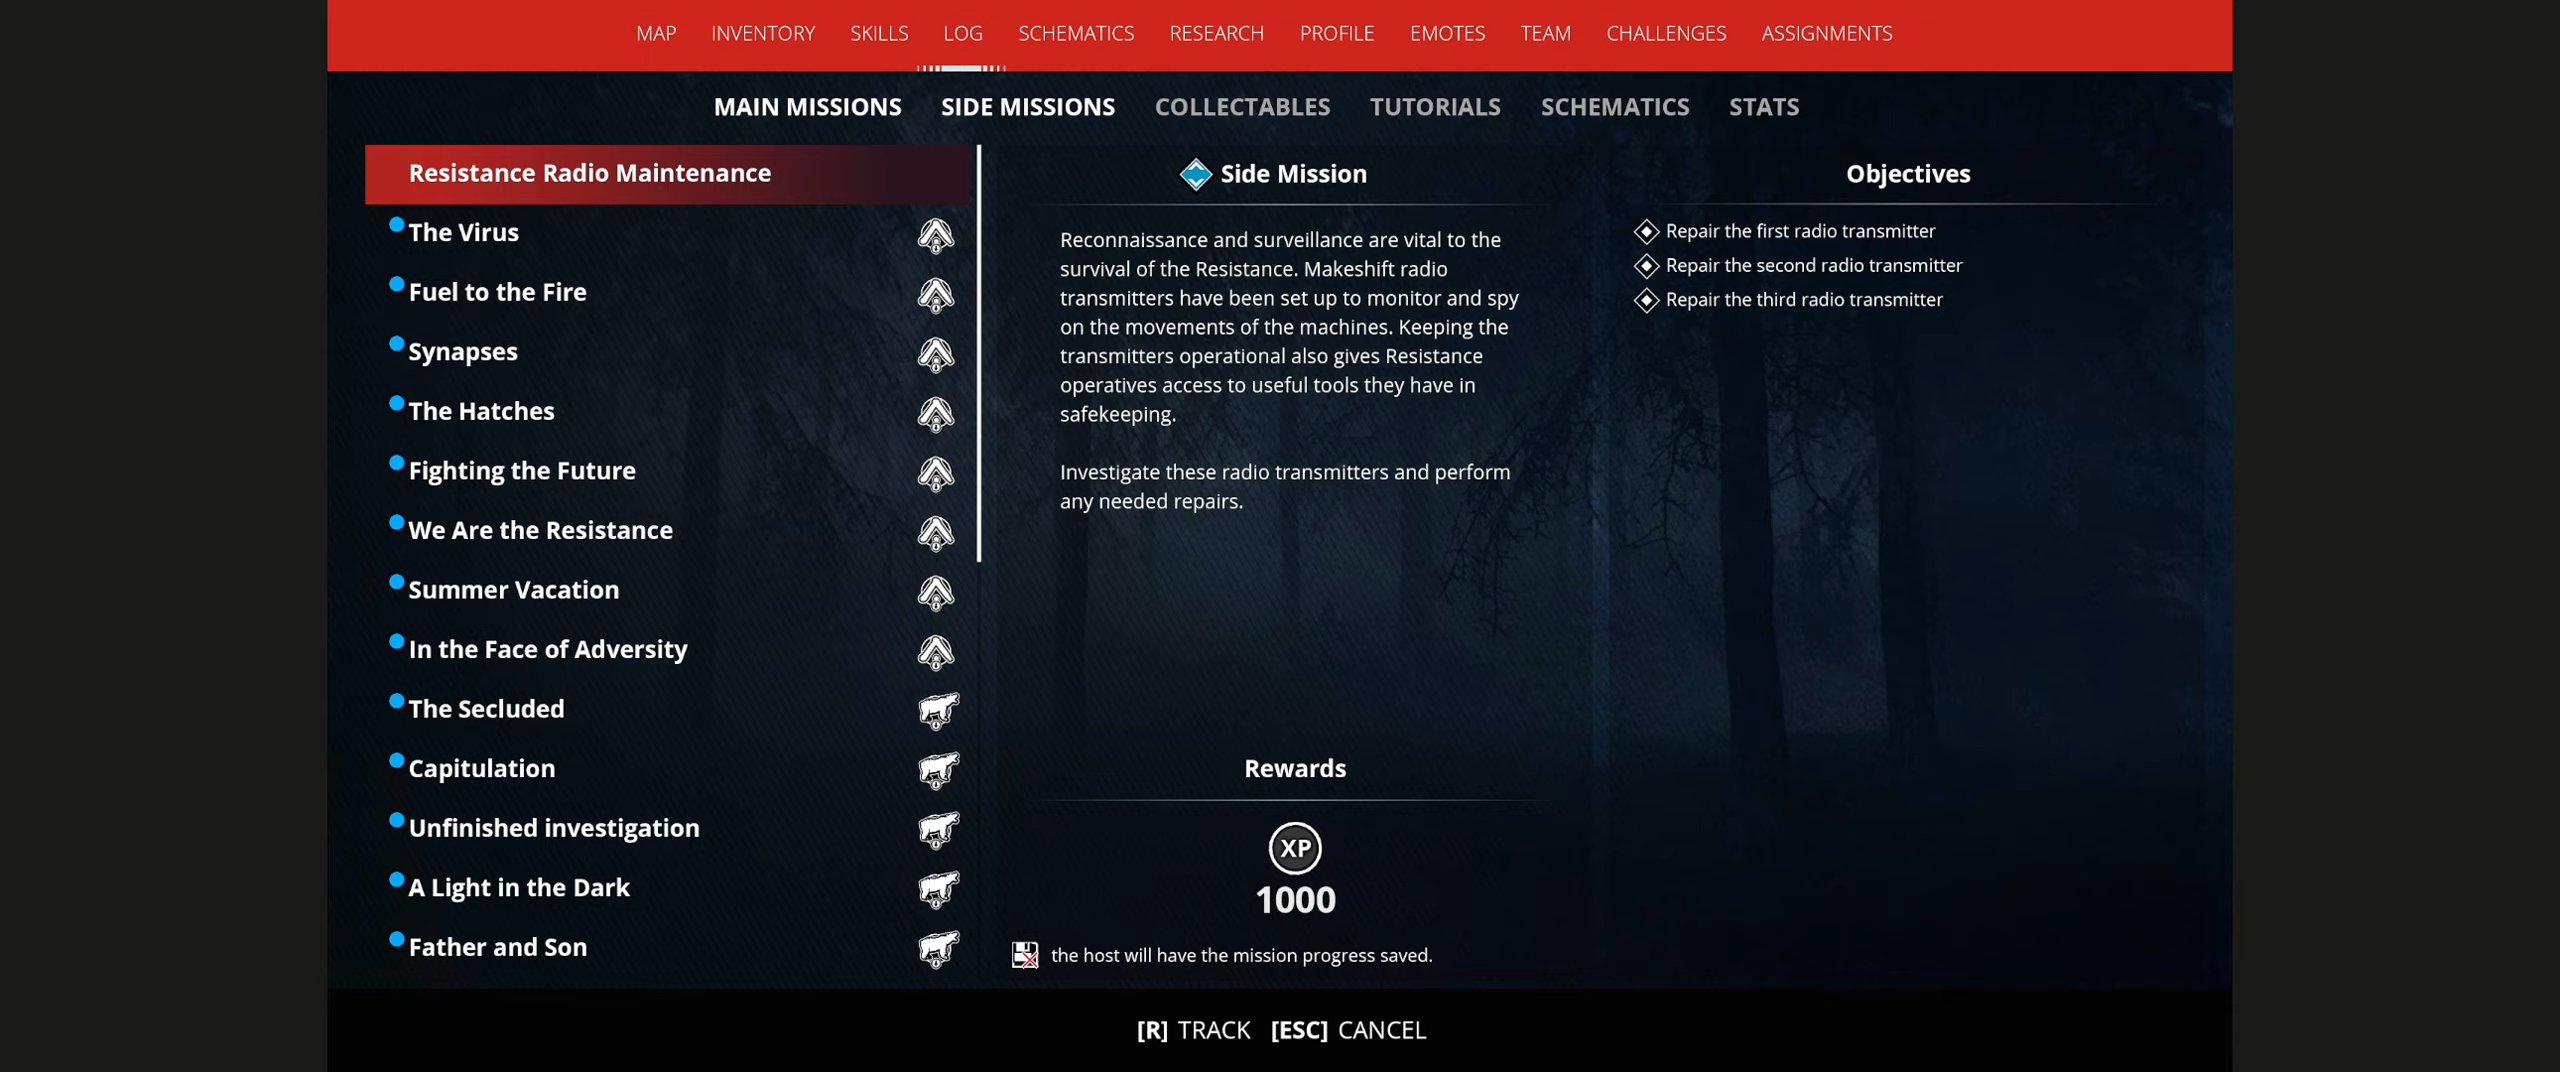 MAP INVENTORY SKILLS LOG SCHEMATICS RESEARCH PROFILE EMOTES TEAM CHALLENGES ASSIGNMENTS
MAIN MISSIONS SIDE MISSIONS COLLECTABLES TUTORIALS SCHEMATICS STATS
Resistance Radio Maintenance
The Virus
Fuel to the Fire
Synapses
The Hatches
Fighting the Future
We Are the Resistance
Summer Vacation
In the Face of Adversity
The Secluded
Capitulation
Unfinished investigation
A Light in the Dark
Father and Son
Side Mission
Reconnaissance and surveillance are vital to the
survival of the Resistance. Makeshift radio
transmitters have been set up to monitor and spy
on the movements of the machines. Keeping the
transmitters operational also gives Resistance
operatives access to useful tools they have in
safekeeping.
Investigate these radio transmitters and perform
any needed repairs.
Rewards
XP
1000
the host will have the mission progress saved.
Objectives
Repair the first radio transmitter
Repair the second radio transmitter
Repair the third radio transmitter
[R] TRACK [ESC] CANCEL